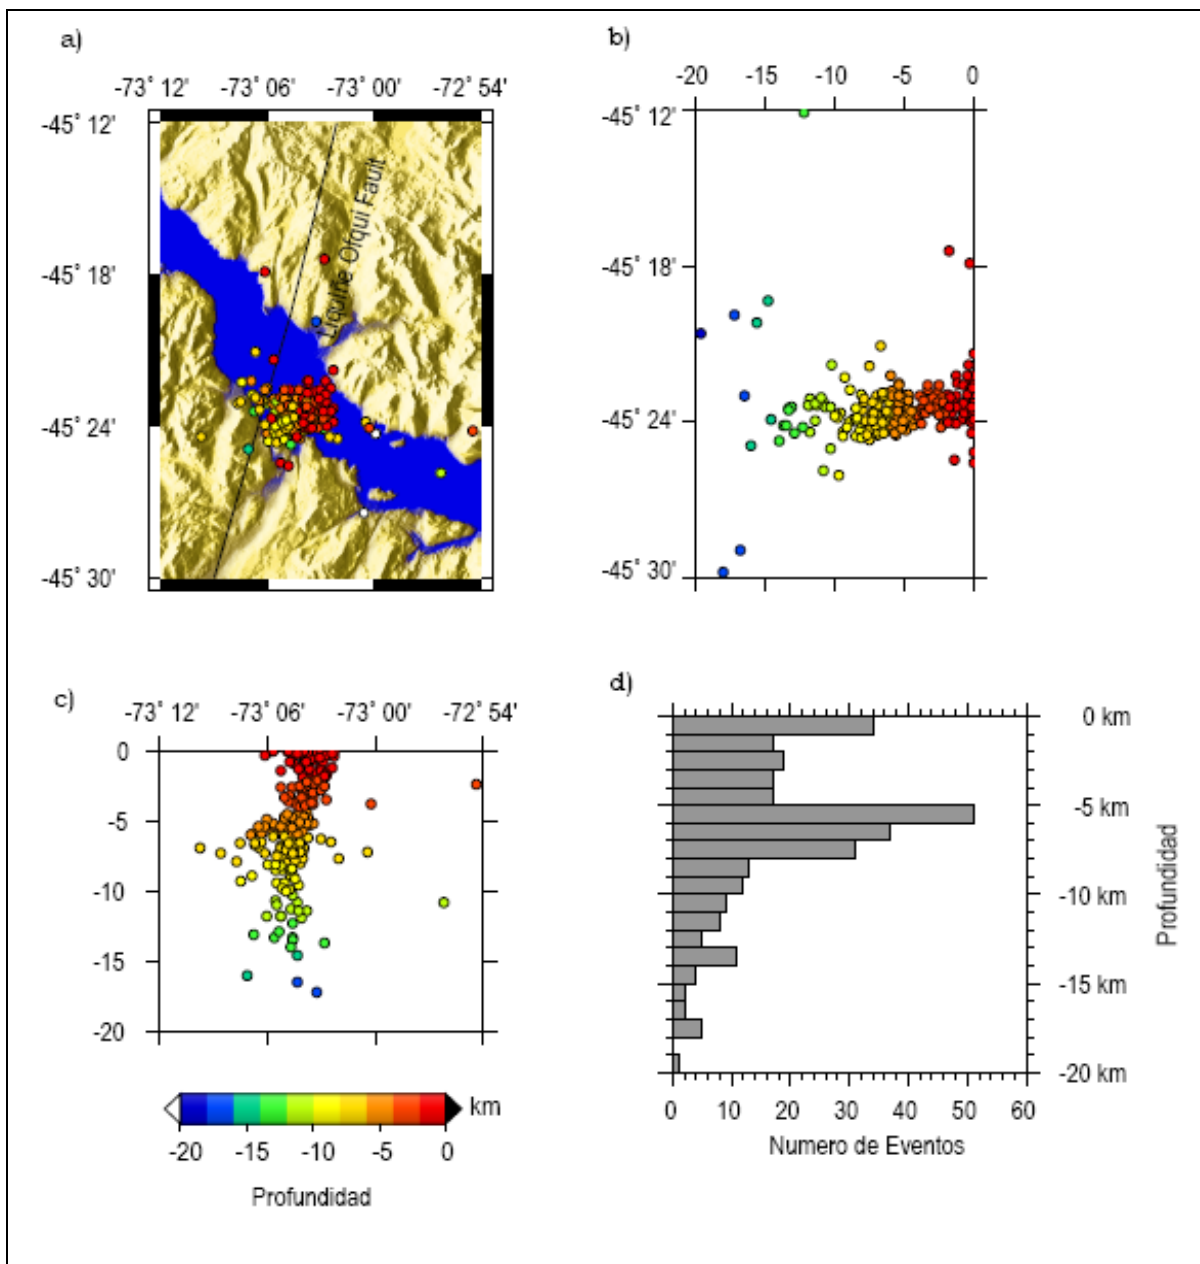 a)
-73° 12' -73° 06' -73° 00' -72° 54'
-45° 12'
-45° 18'
-45° 24'
-45° 30'
Liquiñe Ofqui Fault
b)
-20 -15 -10 -5 0
-45° 12'
-45° 18'
-45° 24'
-45° 30'
c)
-73° 12' -73° 06' -73° 00' -72° 54'
0
-5
-10
-15
-20
km
-20 -15 -10 -5 0
Profundidad
d)
0 km
-5 km
-10 km
-15 km
-20 km
Profundidad
0 10 20 30 40 50 60
Numero de Eventos